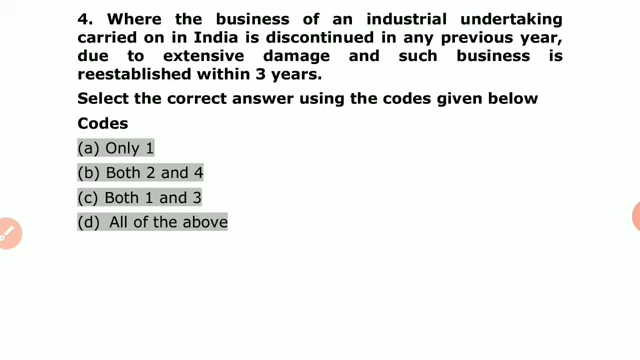 4. Where the business of an industrial undertaking
carried on in India is discontinued in any previous year,
due to extensive damage and such business is
reestablished within 3 years.
Select the correct answer using the codes given below
Codes
(a) Only 1
(b) Both 2 and 4
(c) Both 1 and 3
(d) All of the above